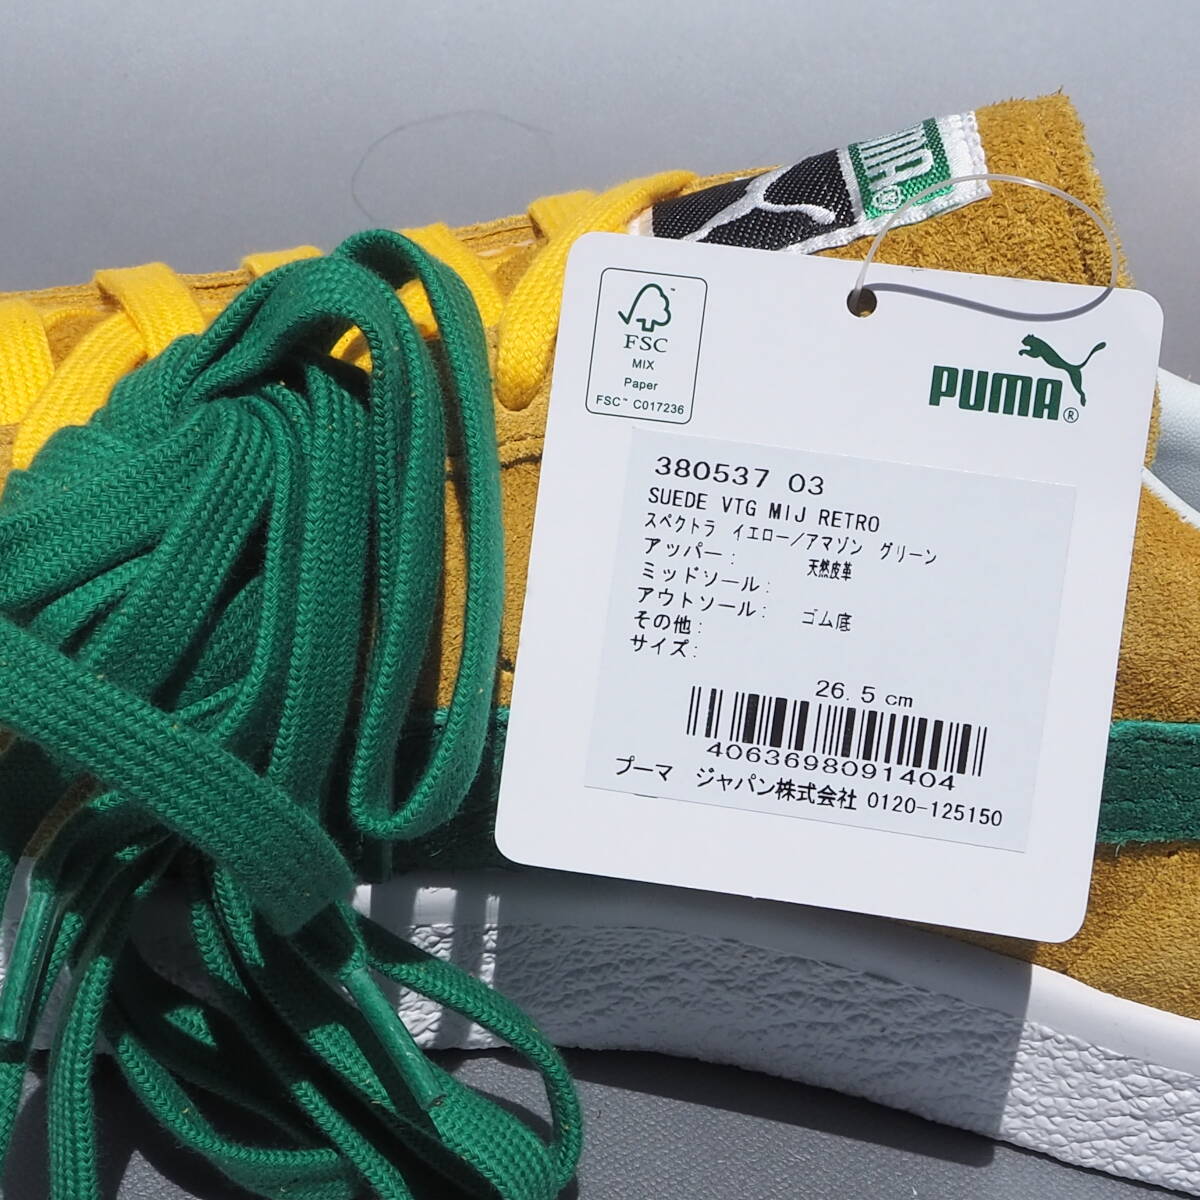 FSC
MIX
Paper
FSC™ C017236
PUMA®
380537 03
SUEDE VTG MIJ RETRO
スペクトラ イエロー/アマゾン グリーン
アッパー: 天然皮革
ミッドソール:
アウトソール: ゴム底
その他:
サイズ:
26.5 cm
4063698091404
プーマ ジャパン株式会社 0120-125150